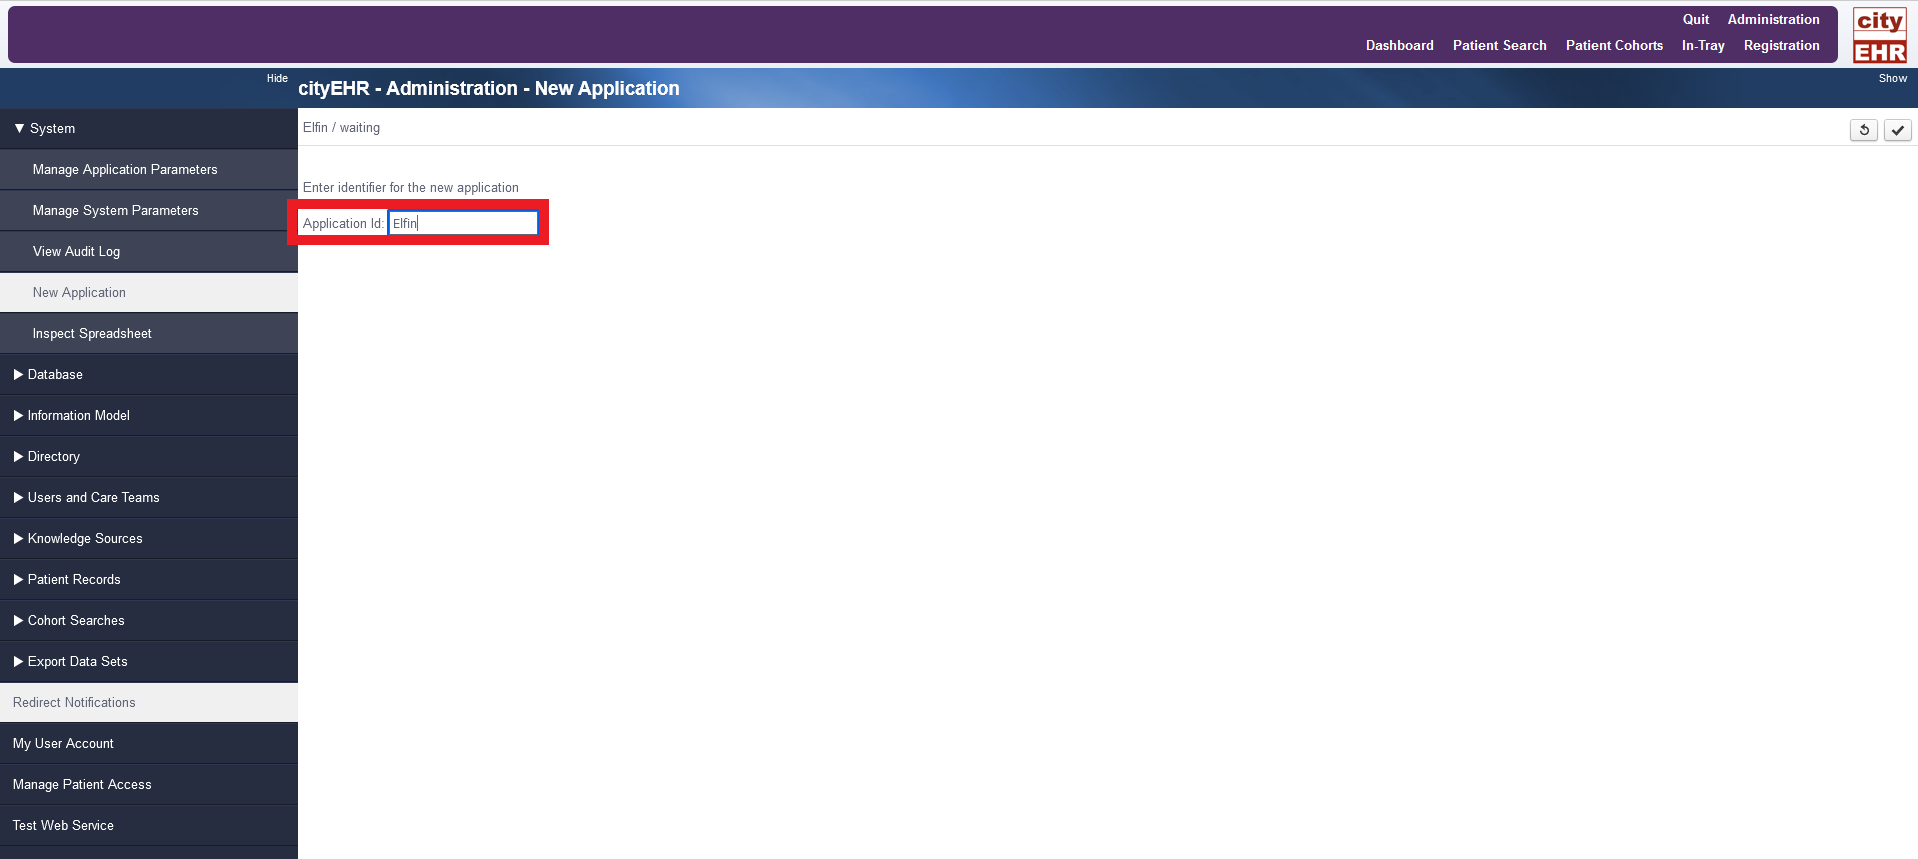 Quit Administration
Dashboard Patient Search Patient Cohorts In-Tray Registration
city
EHR
Hide
cityEHR - Administration - New Application
Show
▼ System
Manage Application Parameters
Manage System Parameters
View Audit Log
New Application
Inspect Spreadsheet
▶ Database
▶ Information Model
▶ Directory
▶ Users and Care Teams
▶ Knowledge Sources
▶ Patient Records
▶ Cohort Searches
▶ Export Data Sets
Redirect Notifications
My User Account
Manage Patient Access
Test Web Service
Elfin / waiting
Enter identifier for the new application
Application Id: Elfin